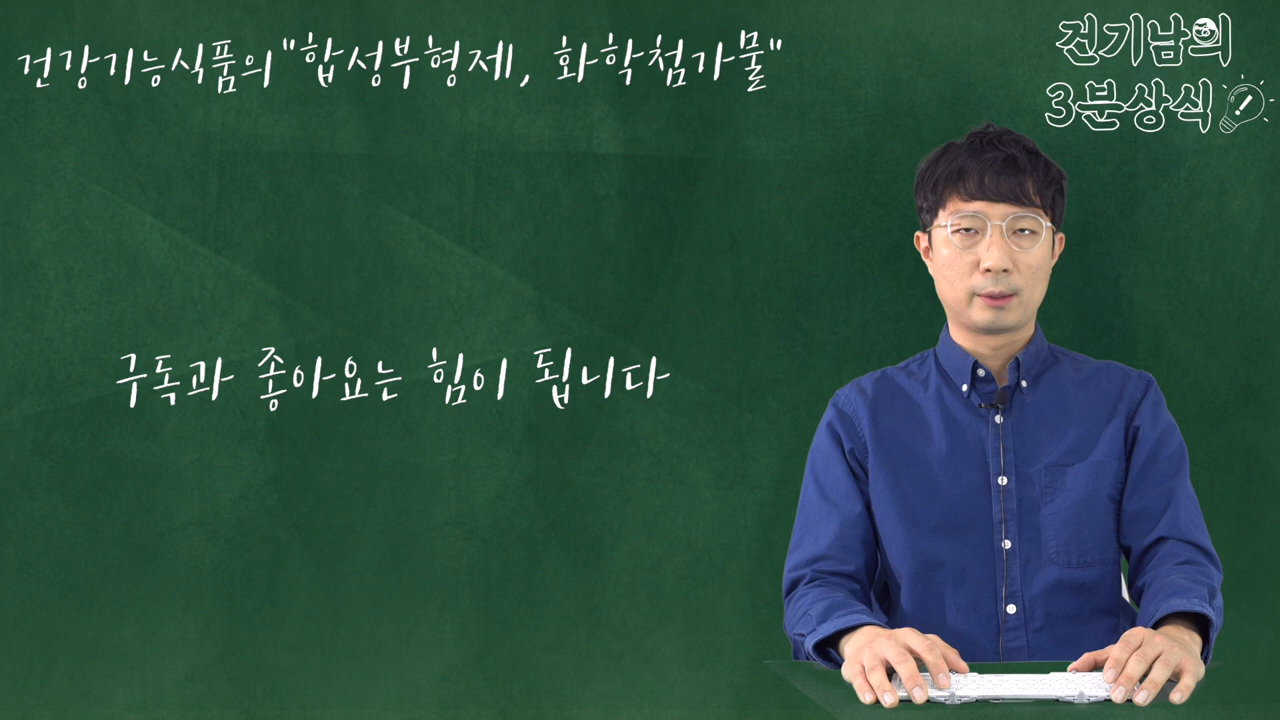 건강기능식품의 "합성부형제, 화학첨가물"
건기남의
3분상식
구독과 좋아요는 힘이 됩니다